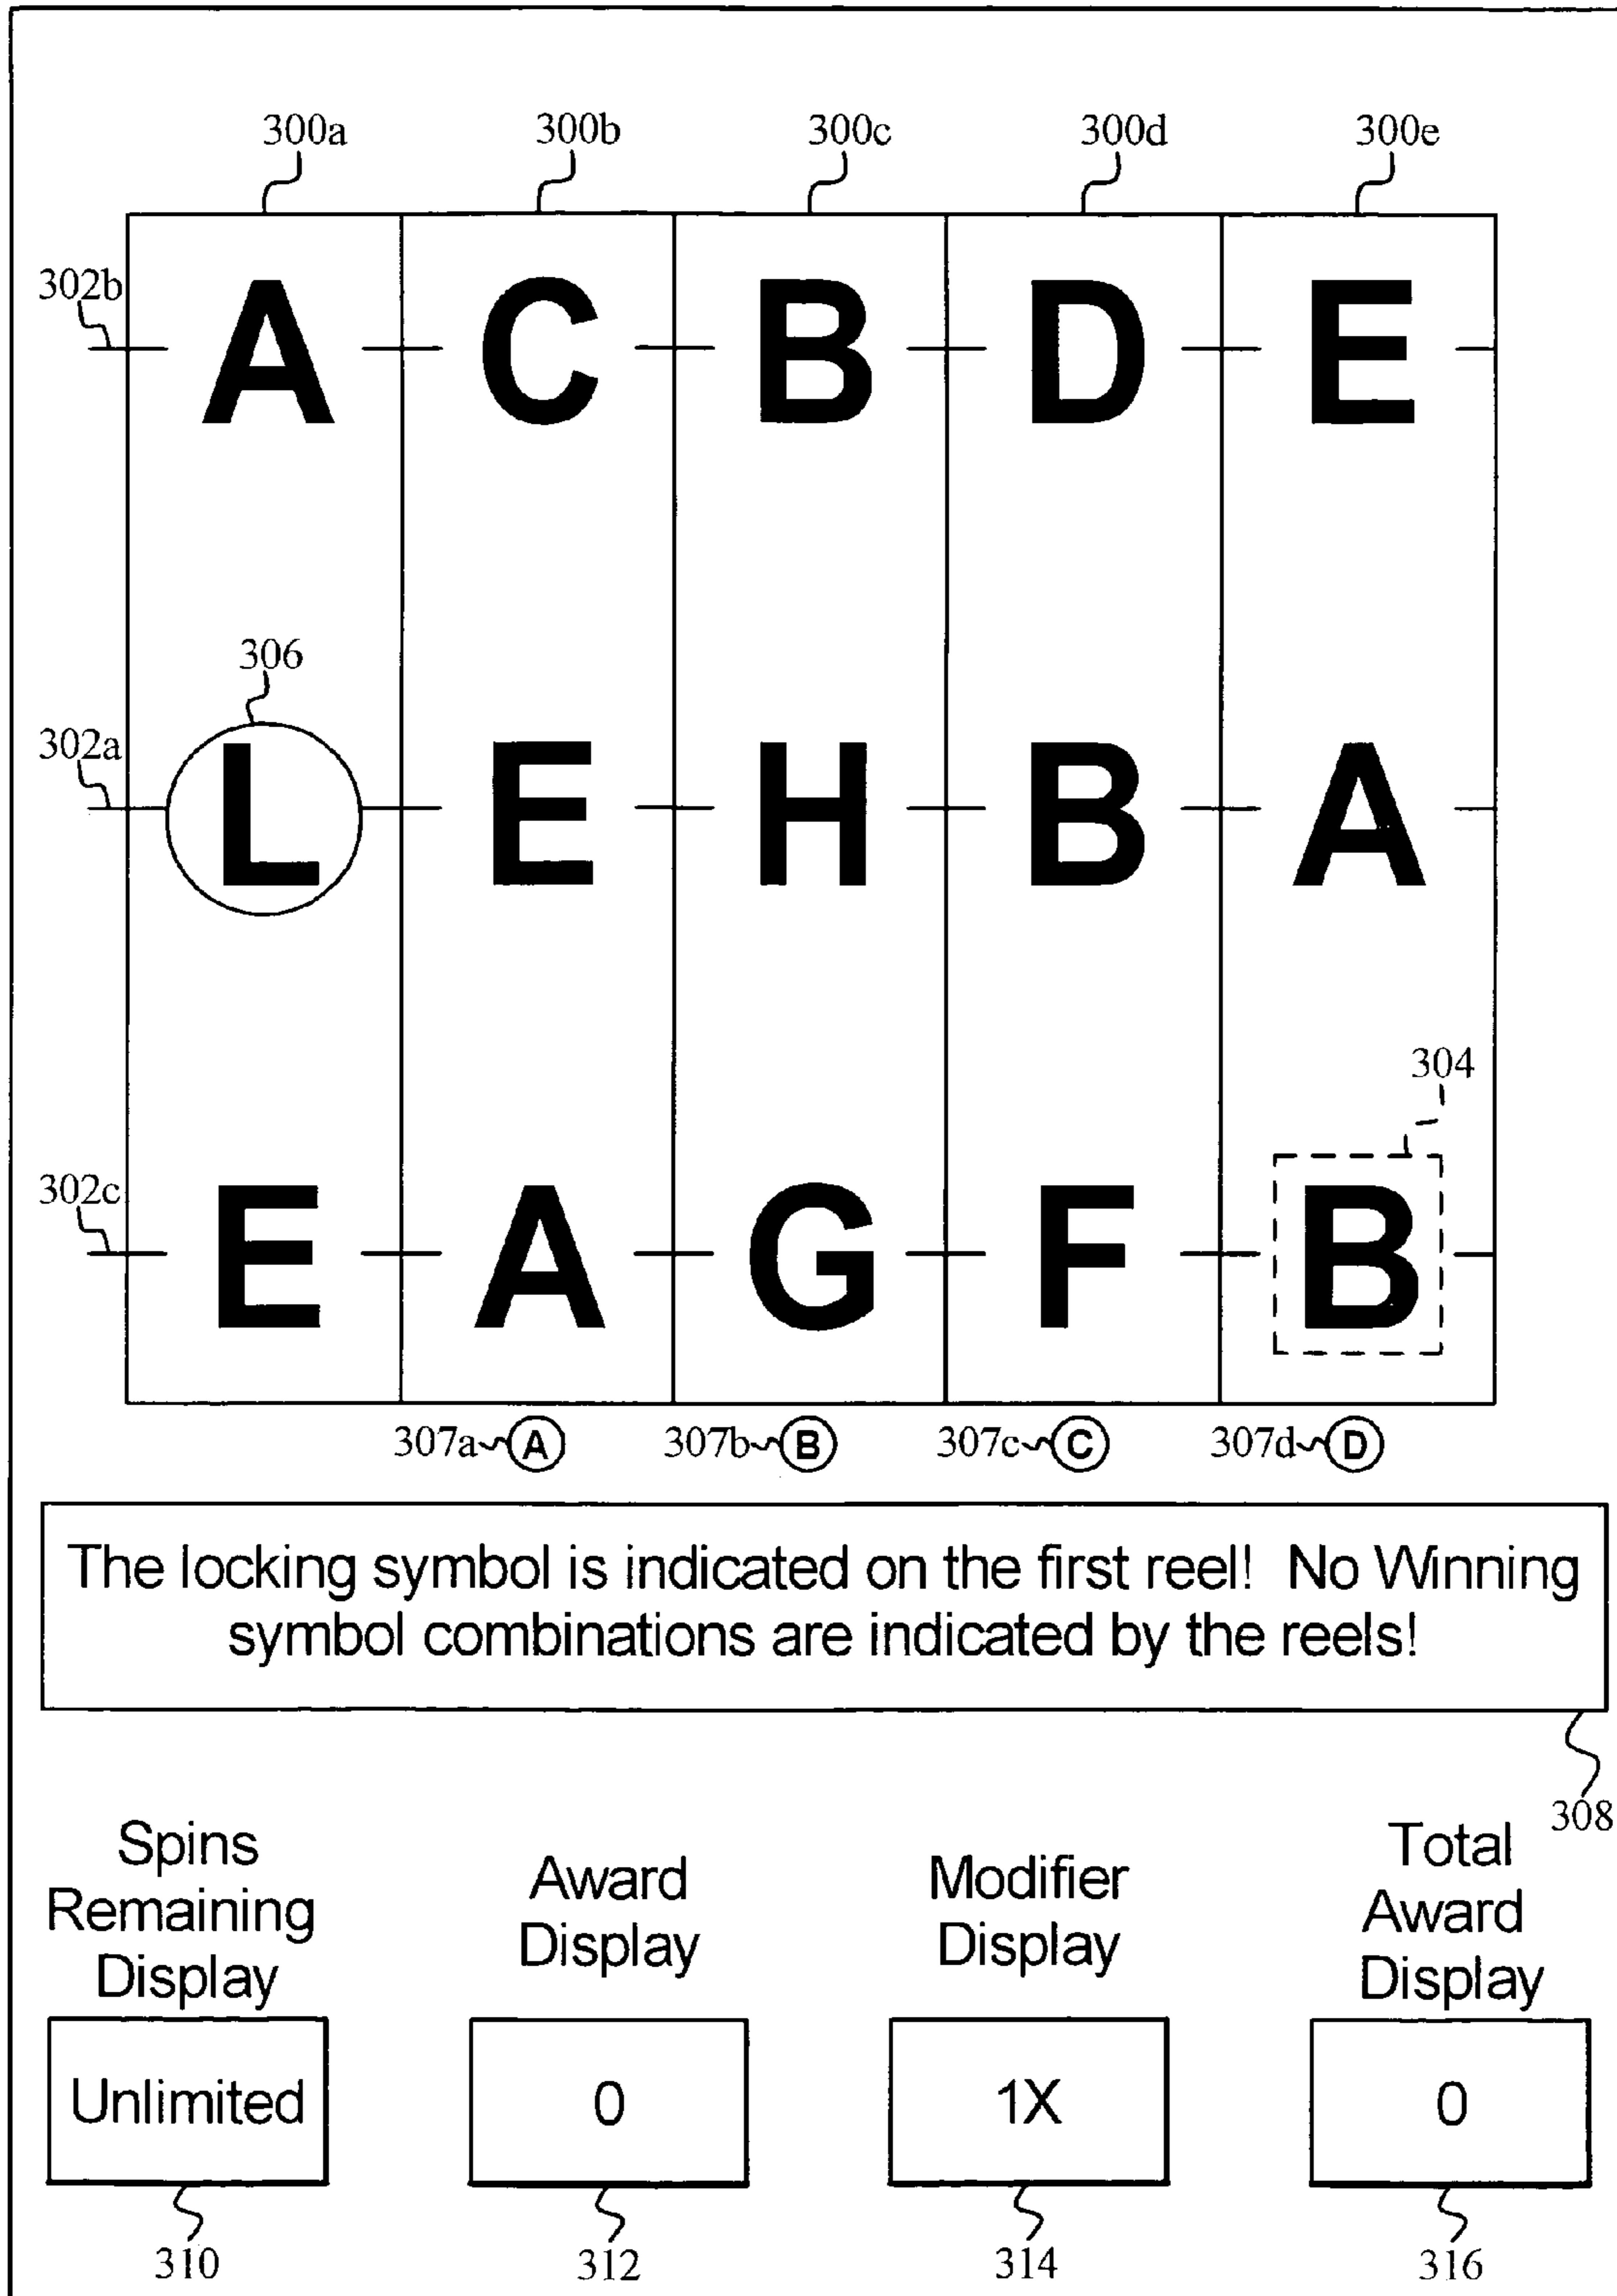 300a 300b 300c 300d 300e
302b
A C B D E
306
302a
L E H B A
304
302c
E A G F B
307a A 307b B 307c C 307d D
The locking symbol is indicated on the first reel! No Winning
symbol combinations are indicated by the reels!
308
Spins
Remaining
Display
Unlimited
310
Award
Display
0
312
Modifier
Display
1X
314
Total
Award
Display
0
316